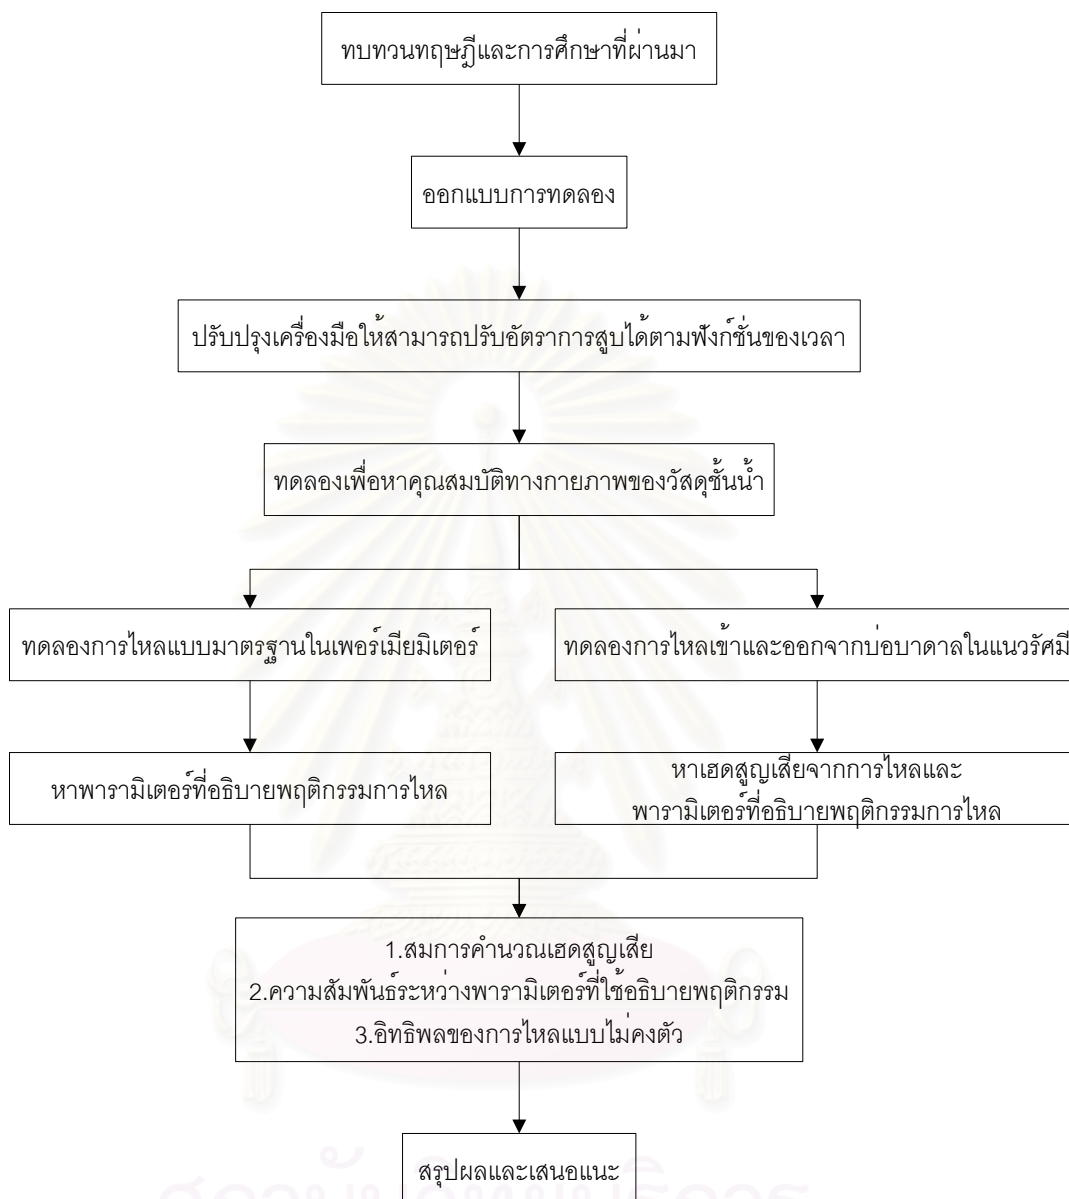 ทบทวนทฤษฎีและการศึกษาที่ผ่านมา
ออกแบบการทดลอง
ปรับปรุงเครื่องมือให้สามารถปรับอัตราการสูบได้ตามฟังก์ชั่นของเวลา
ทดลองเพื่อหาคุณสมบัติทางกายภาพของวัสดุชั้นน้ำ
ทดลองการไหลแบบมาตรฐานในเพอร์เมียมิเตอร์
ทดลองการไหลเข้าและออกจากบ่อบาดาลในแนวรัศมี
หาพารามิเตอร์ที่อธิบายพฤติกรรมการไหล
หาเฮดสูญเสียจากการไหลและ
พารามิเตอร์ที่อธิบายพฤติกรรมการไหล
1.สมการคำนวณเฮดสูญเสีย
2.ความสัมพันธ์ระหว่างพารามิเตอร์ที่ใช้อธิบายพฤติกรรม
3.อิทธิพลของการไหลแบบไม่คงตัว
สรุปผลและเสนอแนะ